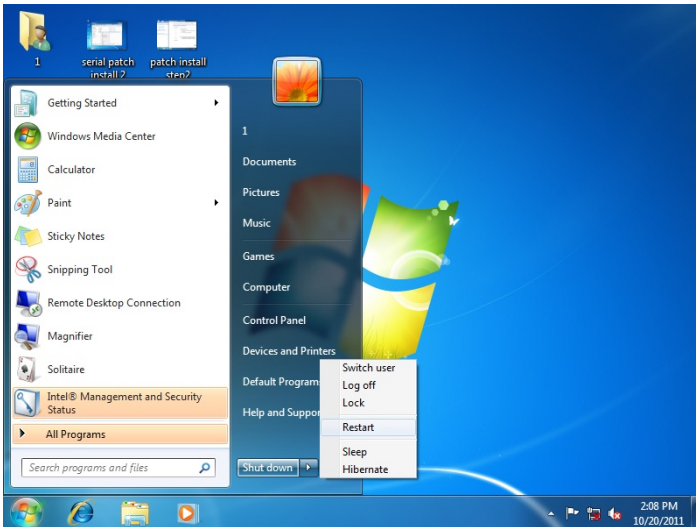 1
serial patch
install 2
patch install
step2
Getting Started
Windows Media Center
Calculator
Paint
Sticky Notes
Snipping Tool
Remote Desktop Connection
Magnifier
Solitaire
Intel® Management and Security
Status
All Programs
Search programs and files
1
Documents
Pictures
Music
Games
Computer
Control Panel
Devices and Printers
Default Program
Help and Suppor
Shut down
Switch user
Log off
Lock
Restart
Sleep
Hibernate
2:08 PM
10/20/2011